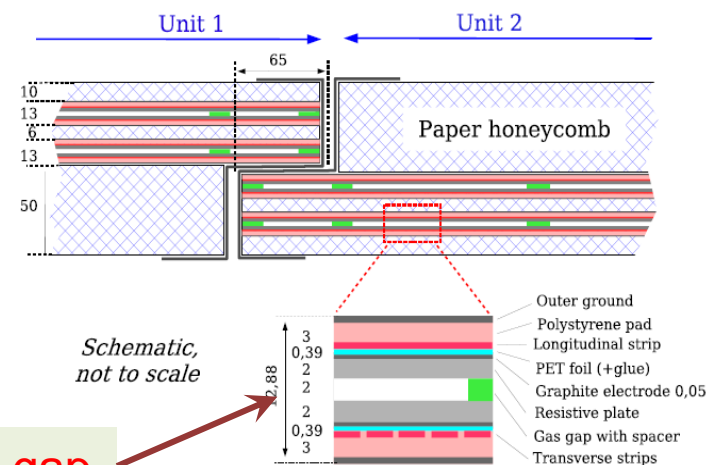 Unit 1
Unit 2
65
10
13
6
13
50
Paper honeycomb
Schematic,
not to scale
12,88
3
0,39
2
2
2
0,39
3
Outer ground
Polystyrene pad
Longitudinal strip
PET foil (+glue)
Graphite electrode 0,05
Resistive plate
Gas gap with spacer
Transverse strips
gap